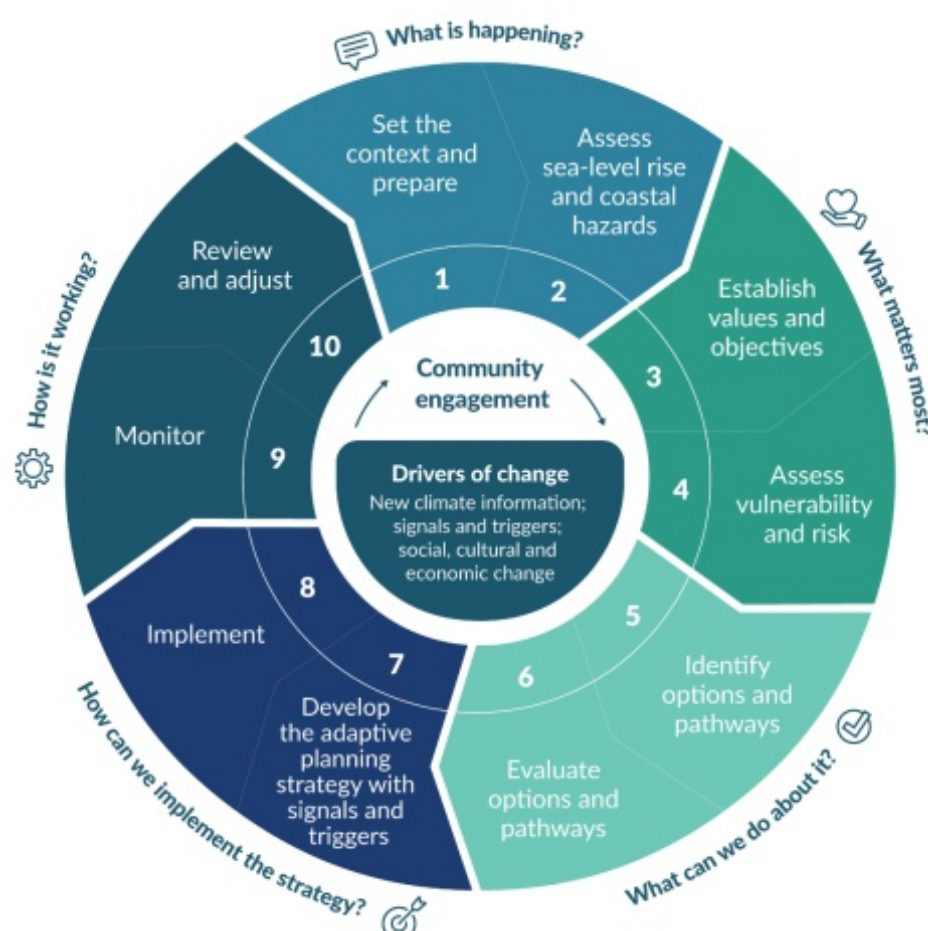 What is happening?
Set the
context and
prepare
1
Assess
sea-level rise
and coastal
hazards
2
What matters most?
Establish
values and
objectives
3
Assess
vulnerability
and risk
4
What can we do about it?
Identify
options and
pathways
5
Evaluate
options and
pathways
6
How can we implement the strategy?
Develop
the adaptive
planning
strategy with
signals and
triggers
7
Implement
8
How is it working?
Monitor
9
Review
and adjust
10
Community
engagement
Drivers of change
New climate information;
signals and triggers;
social, cultural and
economic change